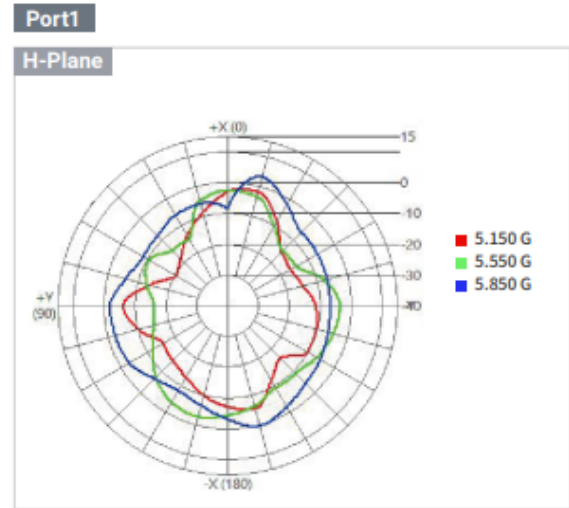 Port1
H-Plane
+X (0)
15
0
-10
-20
-30
-40
+Y
(90)
-X (180)
5.150 G
5.550 G
5.850 G